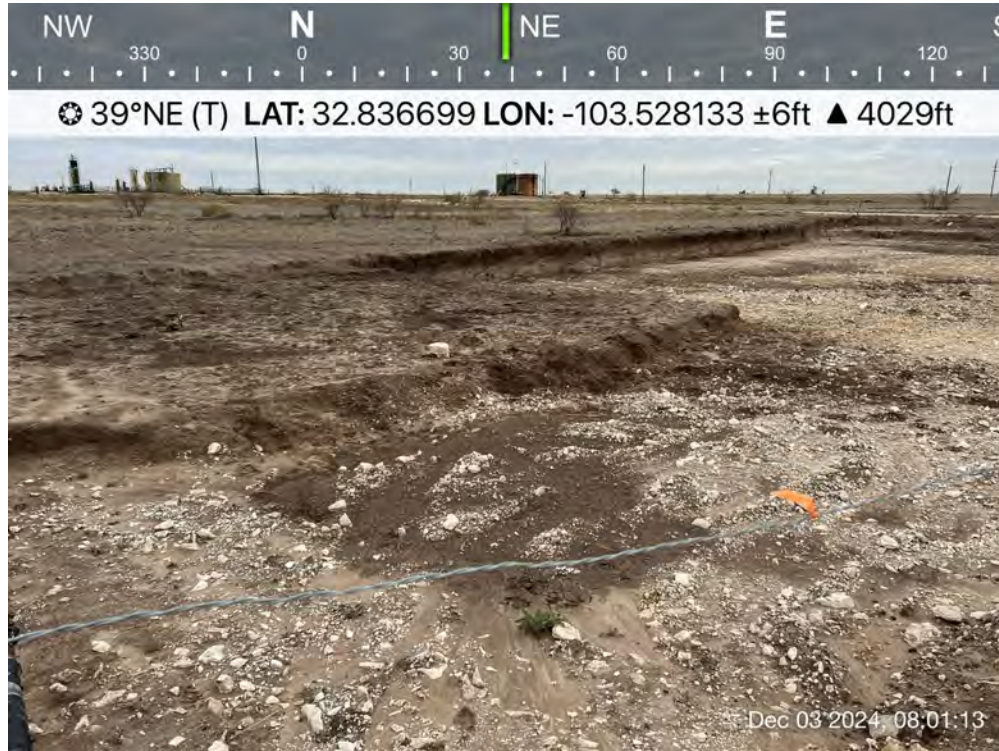 NW N NE E
330 0 30 60 90 120
39°NE (T) LAT: 32.836699 LON: -103.528133 ±6ft ▲ 4029ft
Dec 03 2024, 08:01:13